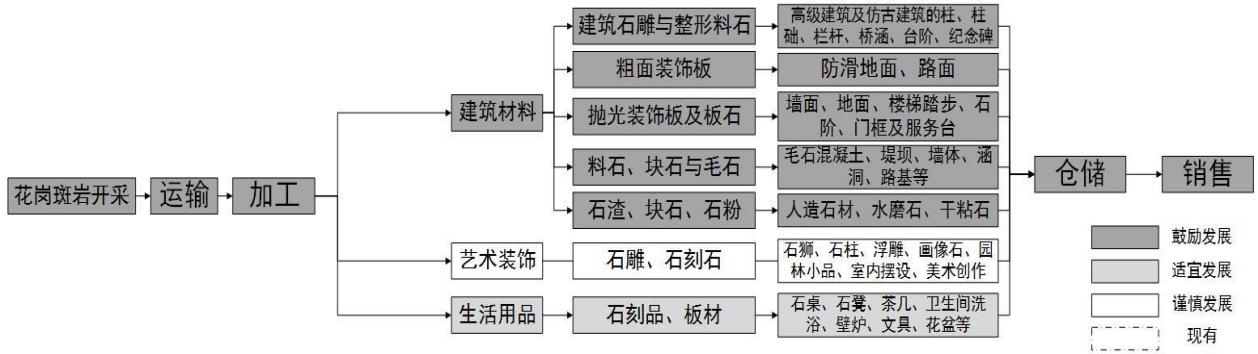 花岗斑岩开采
运输
加工
建筑材料
建筑石雕与整形料石
高级建筑及仿古建筑的柱、柱
础、栏杆、桥涵、台阶、纪念碑
粗面装饰板
防滑地面、路面
抛光装饰板及板石
墙面、地面、楼梯踏步、石
阶、门框及服务台
料石、块石与毛石
毛石混凝土、堤坝、墙体、涵
洞、路基等
石渣、块石、石粉
人造石材、水磨石、干粘石
艺术装饰
石雕、石刻石
石狮、石柱、浮雕、画像石、园
林小品、室内摆设、美术创作
生活用品
石刻品、板材
石桌、石凳、茶几、卫生间洗
浴、壁炉、文具、花盆等
仓储
销售
鼓励发展
适宜发展
谨慎发展
现有